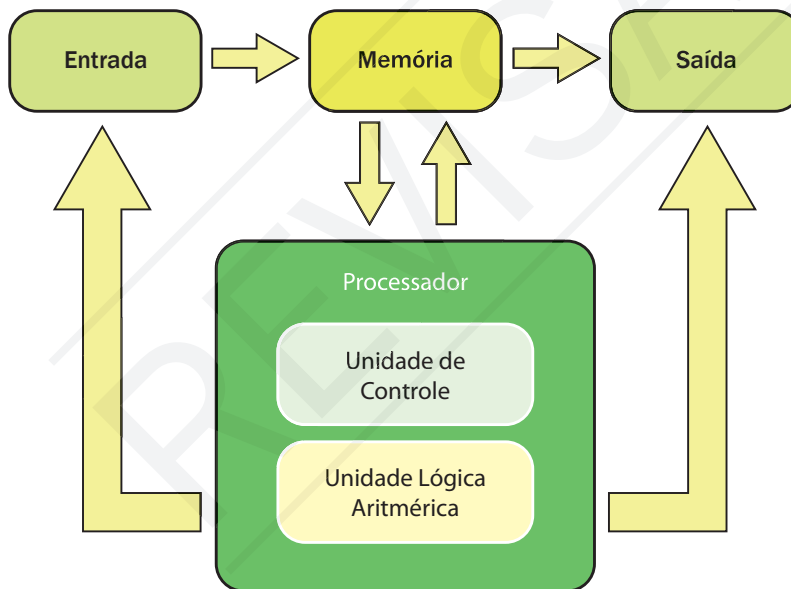 Entrada
Memória
Saída
Processador
Unidade de
Controle
Unidade Lógica
Aritmérica